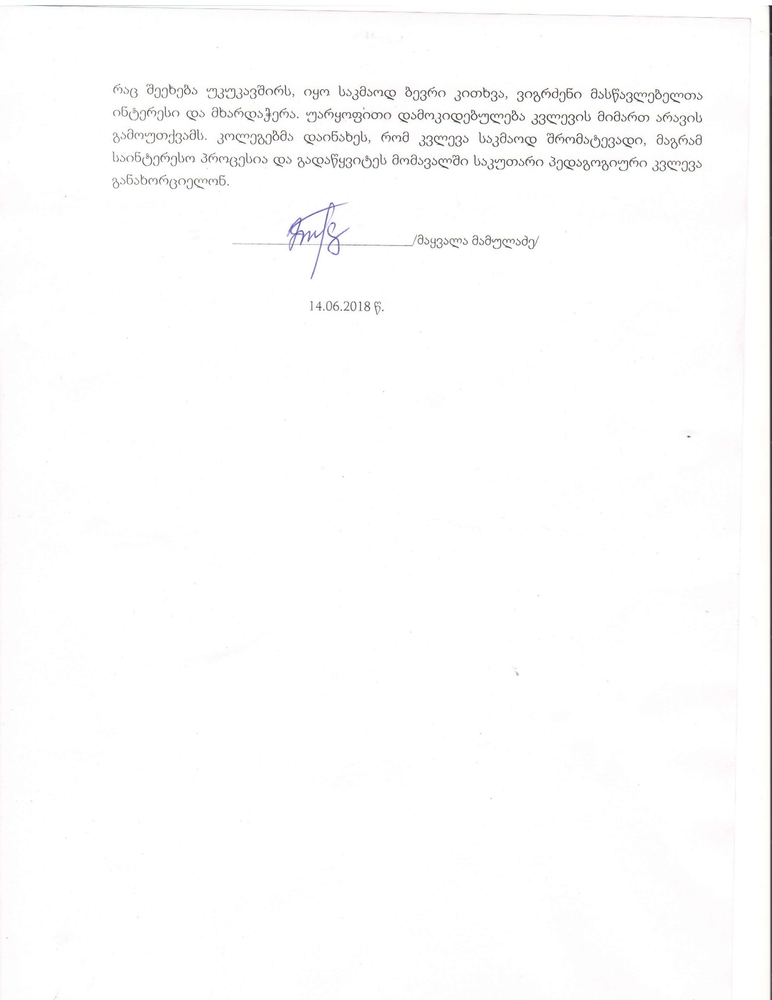 რაც შეეხება უკუკავშირს, იყო საკმაოდ ბევრი კითხვა, ვიგრძენი მასწავლებელთა
ინტერესი და მხარდაჭერა. უარყოფითი დამოკიდებულება კვლევის მიმართ არავის
გამოუთქვამს. კოლეგებმა დაინახეს, რომ კვლევა საკმაოდ შრომატევადი, მაგრამ
საინტერესო პროცესია და გადაწყვიტეს მომავალში საკუთარი პედაგოგიური კვლევა
განახორციელონ.
/მაყვალა მამულაძე/
14.06.2018 წ.